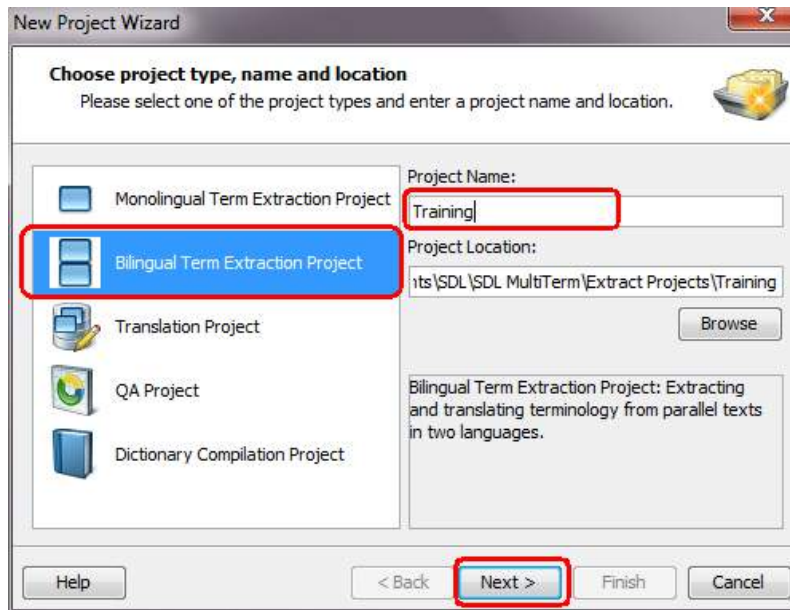 New Project Wizard
Choose project type, name and location
Please select one of the project types and enter a project name and location.
Monolingual Term Extraction Project
Bilingual Term Extraction Project
Translation Project
QA Project
Dictionary Compilation Project
Project Name:
Training
Project Location:
ıts\SDL\SDL MultiTerm\Extract Projects\Training
Browse
Bilingual Term Extraction Project: Extracting
and translating terminology from parallel texts
in two languages.
Help
< Back
Next >
Finish
Cancel